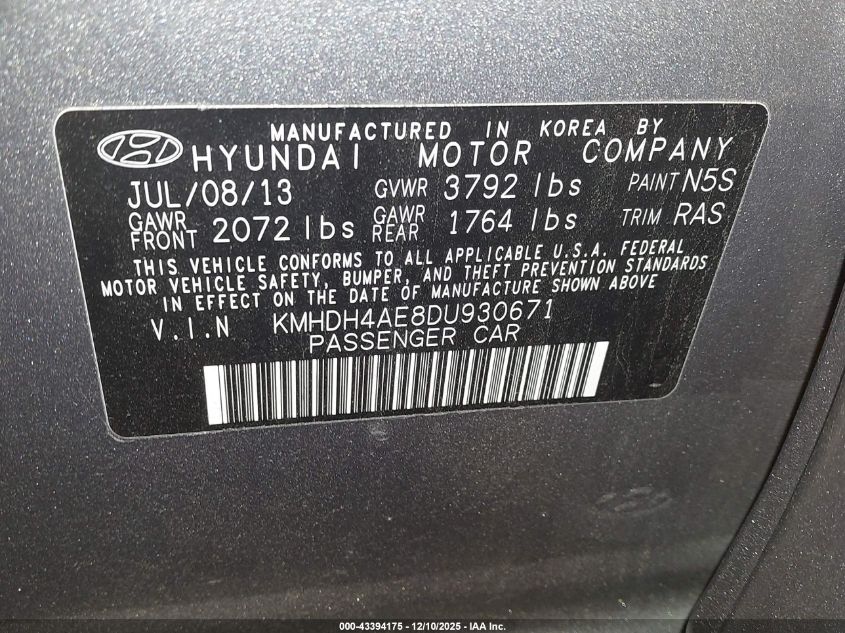 MANUFACTURED IN KOREA BY
HYUNDAI MOTOR COMPANY
JUL/08/13 GVWR 3792 lbs PAINT N5S
GAWR FRONT 2072 lbs GAWR REAR 1764 lbs TRIM RAS
THIS VEHICLE CONFORMS TO ALL APPLICABLE U.S.A. FEDERAL
MOTOR VEHICLE SAFETY, BUMPER, AND THEFT PREVENTION STANDARDS
IN EFFECT ON THE DATE OF MANUFACTURE SHOWN ABOVE.
V.I.N KMHDH4AE8DU930671
PASSENGER CAR
000-43394175 - 12/10/2025 - IAA Inc.